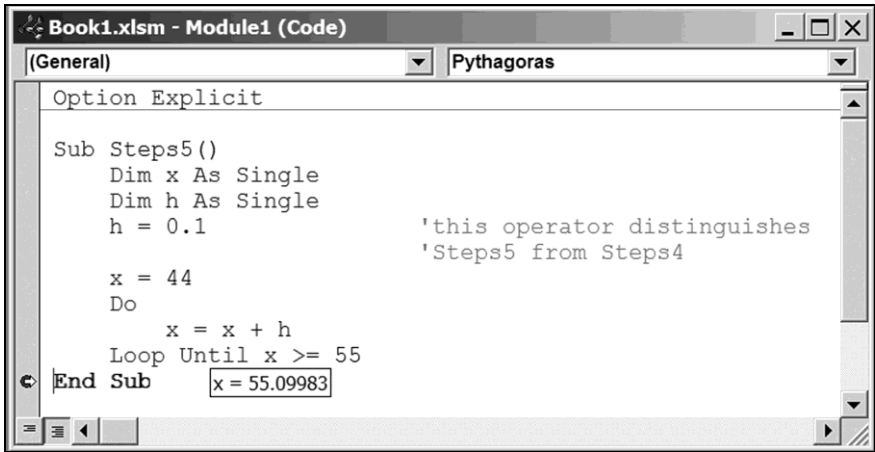 Book1.xlsm - Module1 (Code)
(General) Pythagoras
Option Explicit
Sub Steps5()
Dim x As Single
Dim h As Single
h = 0.1 'this operator distinguishes
'Steps5 from Steps4
x = 44
Do
x = x + h
Loop Until x >= 55
End Sub x = 55.09983